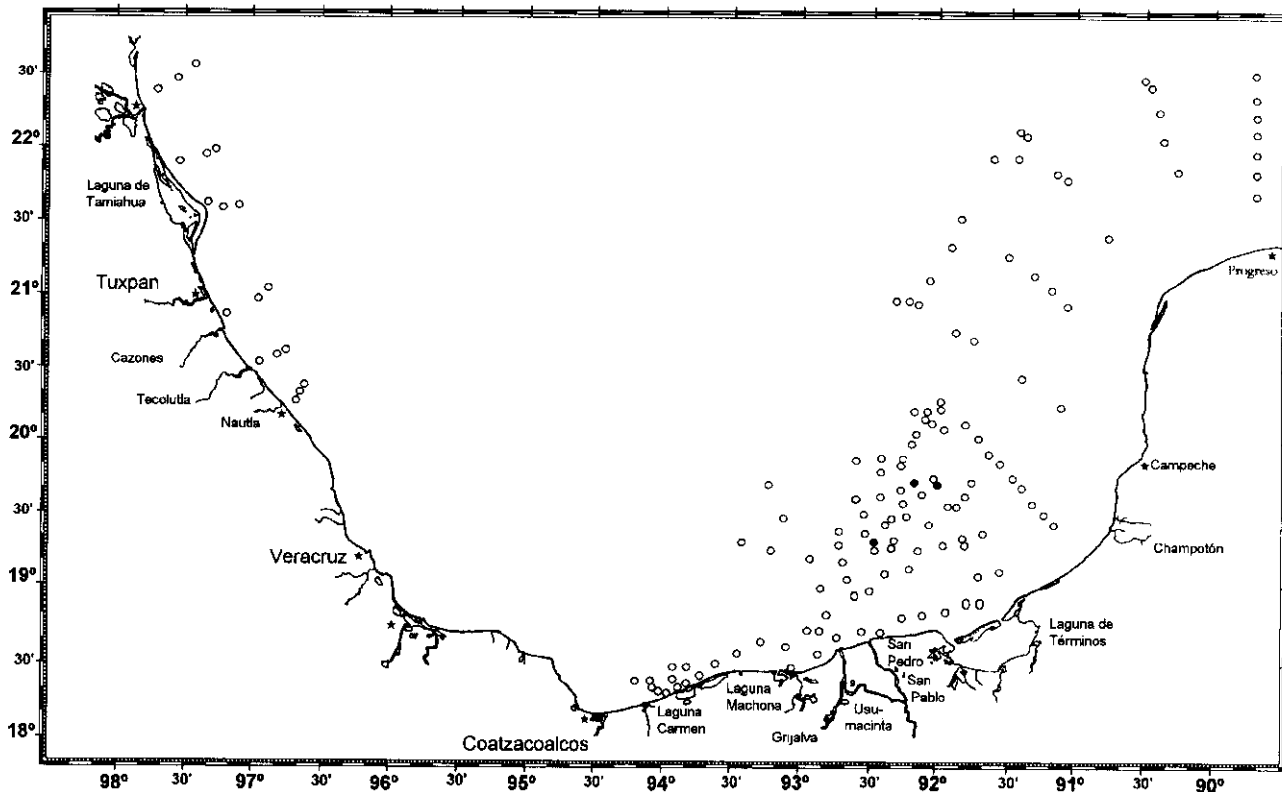 30'
22º
Laguna de
Tamiahua
30'
Tuxpan
21º
Progreso
Cazones
30'
Tecolutla
Nautla
20º
Campeche
30'
Veracruz
Champotón
19º
Laguna de
Términos
30'
San
Pedro
San
Pablo
Laguna
Machona
Laguna
Carmen
Usu-
macinta
18º
Coatzacoalcos
Grijalva
98º 30' 97º 30' 96º 30' 95º 30' 94º 30' 93º 30' 92º 30' 91º 30' 90º